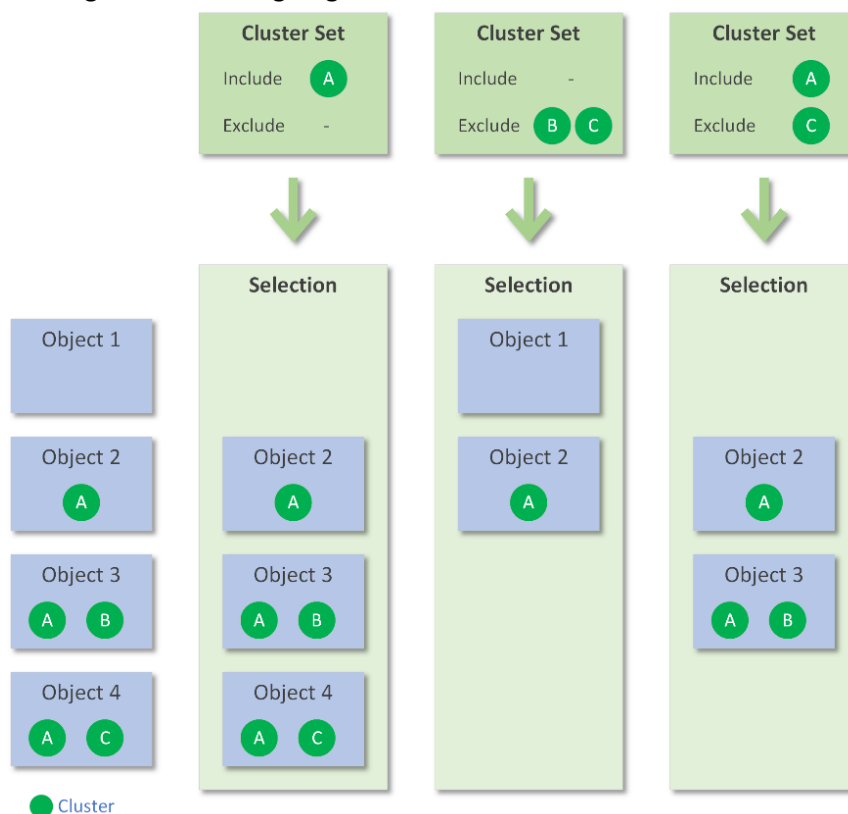 Cluster Set
Include A
Exclude -
Cluster Set
Include -
Exclude B C
Cluster Set
Include A
Exclude C
Selection
Selection
Selection
Object 1
Object 1
Object 2
A
Object 2
A
Object 2
A
Object 2
A
Object 3
A B
Object 3
A B
Object 3
A B
Object 4
A C
Object 4
A C
Cluster